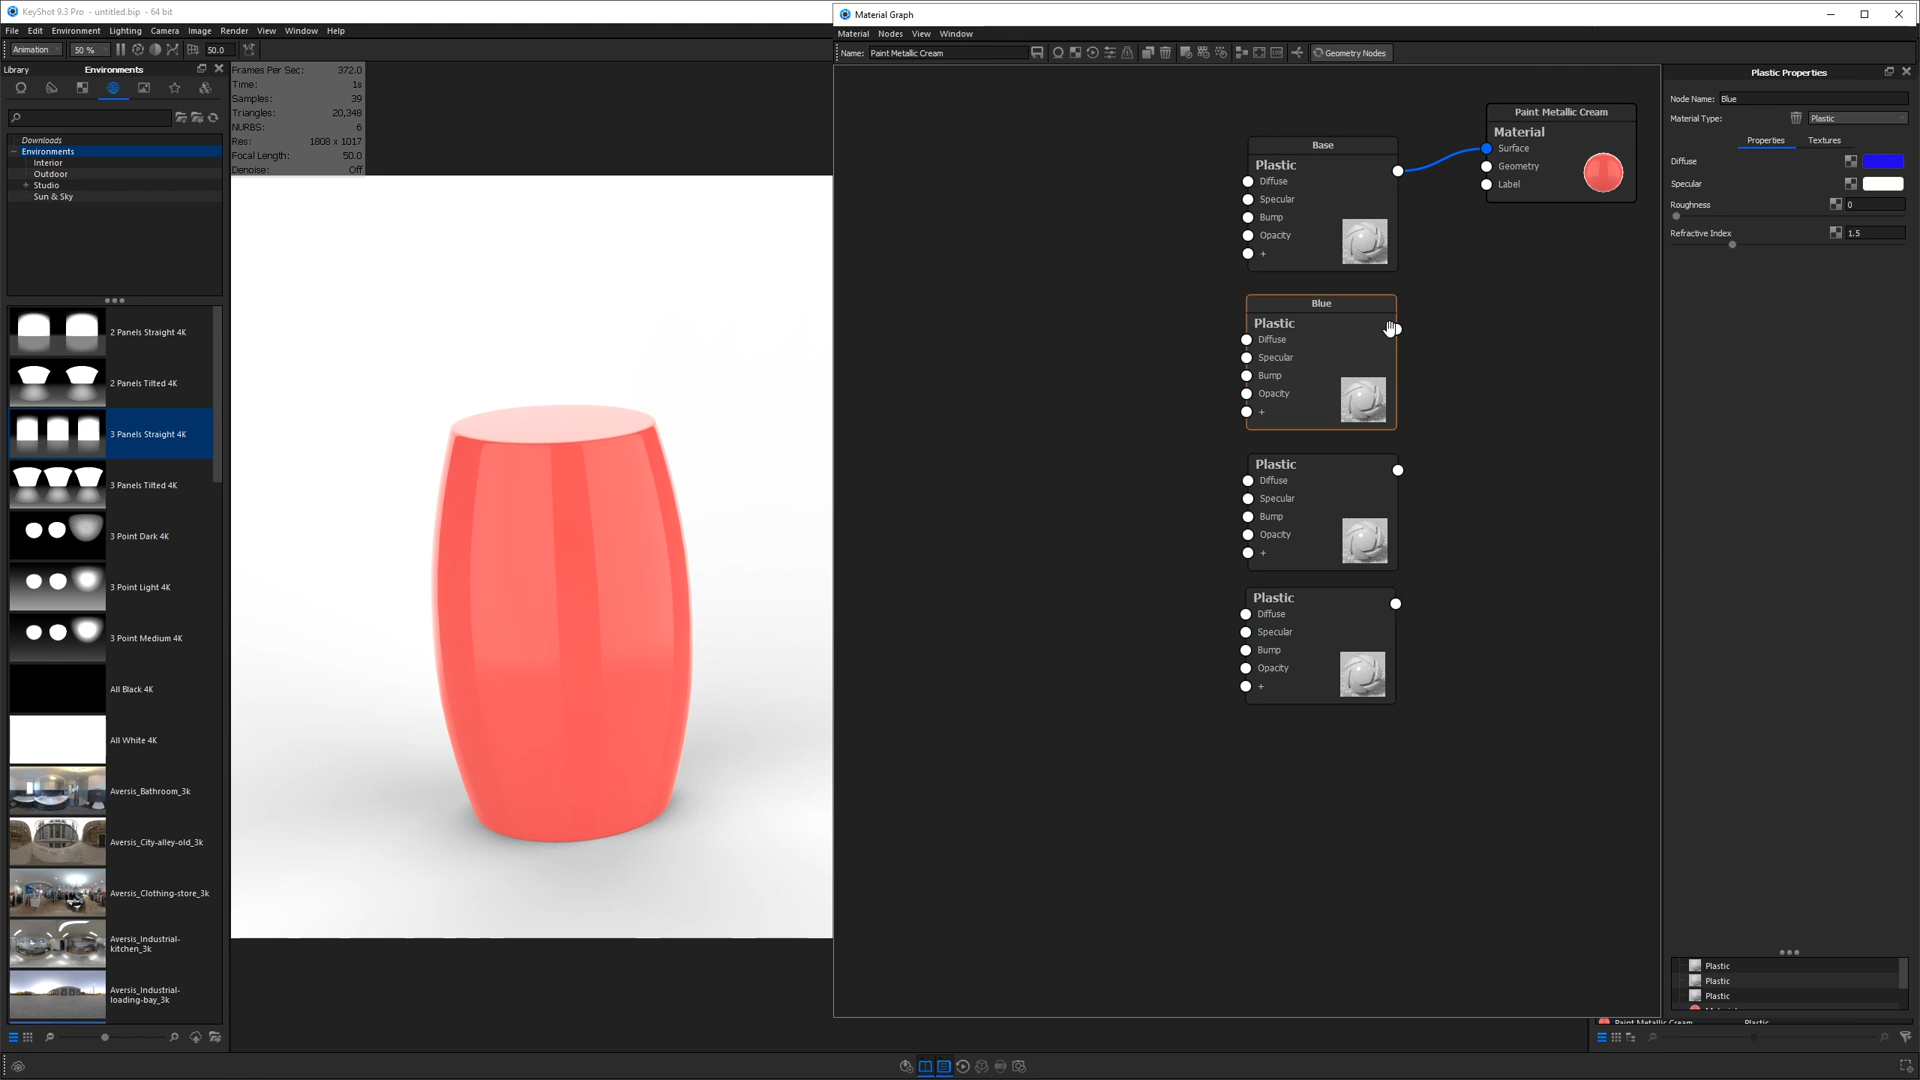 KeyShot 9.3 Pro - untitled.bip - 64 bit
File Edit Environment Lighting Camera Image Render View Window Help
Animation 50 % 50.0
Library Environments
Downloads
Environments
Interior
Outdoor
Studio
Sun & Sky
2 Panels Straight 4K
2 Panels Tilted 4K
3 Panels Straight 4K
3 Panels Tilted 4K
3 Point Dark 4K
3 Point Light 4K
3 Point Medium 4K
All Black 4K
All White 4K
Aversis_Bathroom_3k
Aversis_City-alley-old_3k
Aversis_Clothing-store_3k
Aversis_Industrial-
kitchen_3k
Aversis_Industrial-
loading-bay_3k
Frames Per Sec: 372.0
Time: 1s
Samples: 39
Triangles: 20,348
NURBS: 6
Res: 1808 x 1017
Focal Length: 50.0
Denoise: Off
Material Graph
Material Nodes View Window
Name: Paint Metallic Cream
Geometry Nodes
Base
Plastic
Diffuse
Specular
Bump
Opacity
+
Paint Metallic Cream
Material
Surface
Geometry
Label
Blue
Plastic
Diffuse
Specular
Bump
Opacity
+
Plastic
Diffuse
Specular
Bump
Opacity
+
Plastic
Diffuse
Specular
Bump
Opacity
+
Plastic Properties
Node Name: Blue
Material Type: Plastic
Properties Textures
Diffuse
Specular
Roughness 0
Refractive Index 1.5
Plastic
Plastic
Plastic
Paint Metallic Cream Plastic